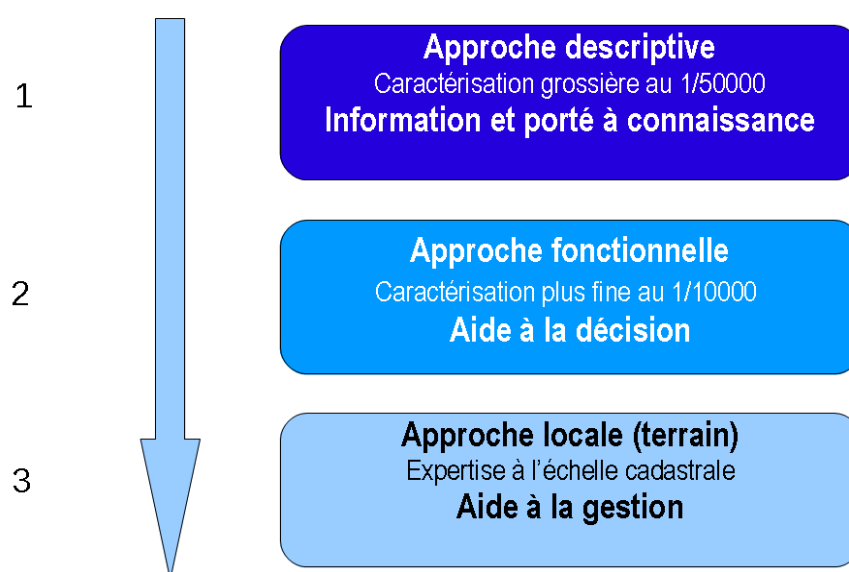 1
Approche descriptive
Caractérisation grossière au 1/50000
Information et porté à connaissance
2
Approche fonctionnelle
Caractérisation plus fine au 1/10000
Aide à la décision
3
Approche locale (terrain)
Expertise à l'échelle cadastrale
Aide à la gestion